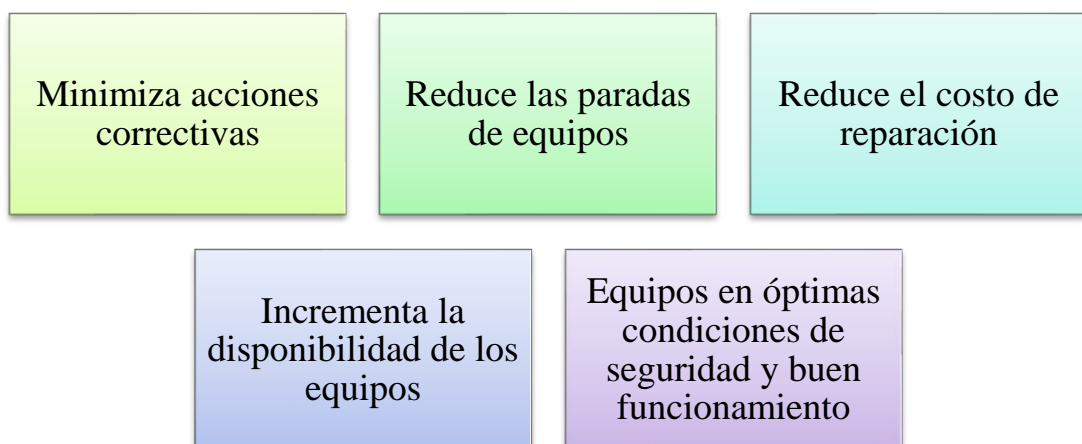 Minimiza acciones
correctivas
Reduce las paradas
de equipos
Reduce el costo de
reparación
Incrementa la
disponibilidad de los
equipos
Equipos en óptimas
condiciones de
seguridad y buen
funcionamiento